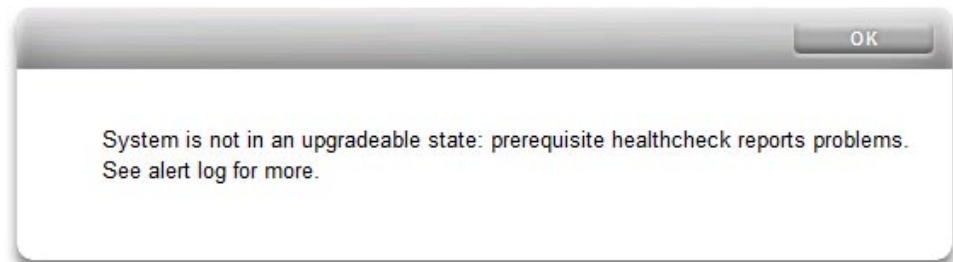 OK
System is not in an upgradeable state: prerequisite healthcheck reports problems.
See alert log for more.